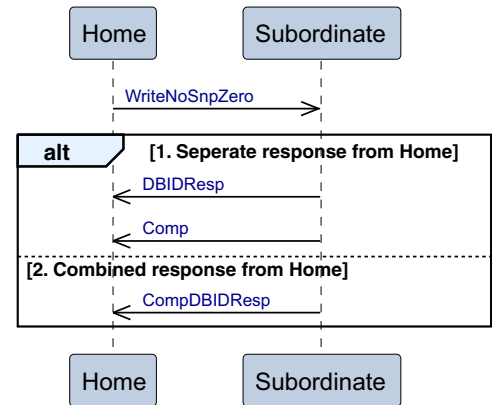 Home Subordinate
WriteNoSnpZero
alt [1. Seperate response from Home]
DBIDResp
Comp
[2. Combined response from Home]
CompDBIDResp
Home Subordinate